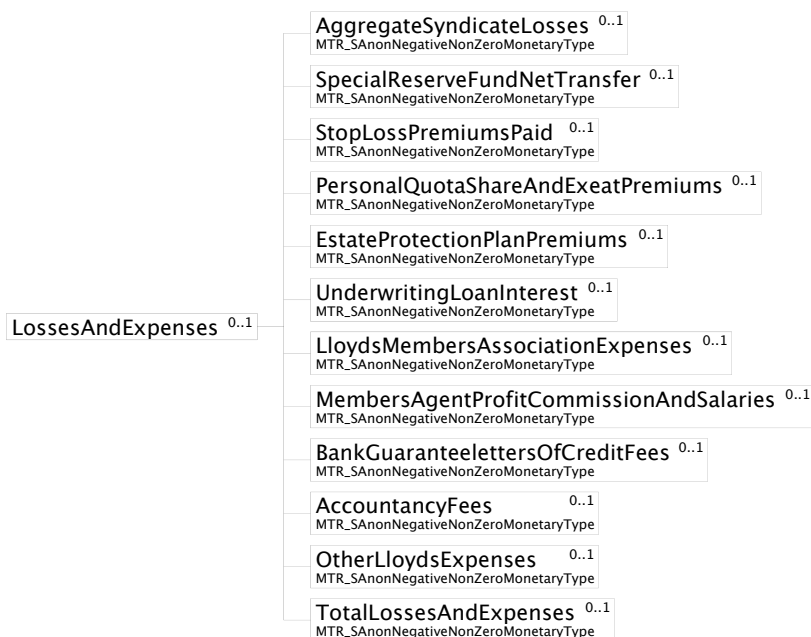 AggregateSyndicateLosses 0..1
MTR_SAnonNegativeNonZeroMonetaryType
SpecialReserveFundNetTransfer 0..1
MTR_SAnonNegativeNonZeroMonetaryType
StopLossPremiumsPaid 0..1
MTR_SAnonNegativeNonZeroMonetaryType
PersonalQuotaShareAndExeatPremiums 0..1
MTR_SAnonNegativeNonZeroMonetaryType
EstateProtectionPlanPremiums 0..1
MTR_SAnonNegativeNonZeroMonetaryType
UnderwritingLoanInterest 0..1
MTR_SAnonNegativeNonZeroMonetaryType
LossesAndExpenses 0..1
LloydsMembersAssociationExpenses 0..1
MTR_SAnonNegativeNonZeroMonetaryType
MembersAgentProfitCommissionAndSalaries 0..1
MTR_SAnonNegativeNonZeroMonetaryType
BankGuaranteelettersOfCreditFees 0..1
MTR_SAnonNegativeNonZeroMonetaryType
AccountancyFees 0..1
MTR_SAnonNegativeNonZeroMonetaryType
OtherLloydsExpenses 0..1
MTR_SAnonNegativeNonZeroMonetaryType
TotalLossesAndExpenses 0..1
MTR_SAnonNegativeNonZeroMonetaryType